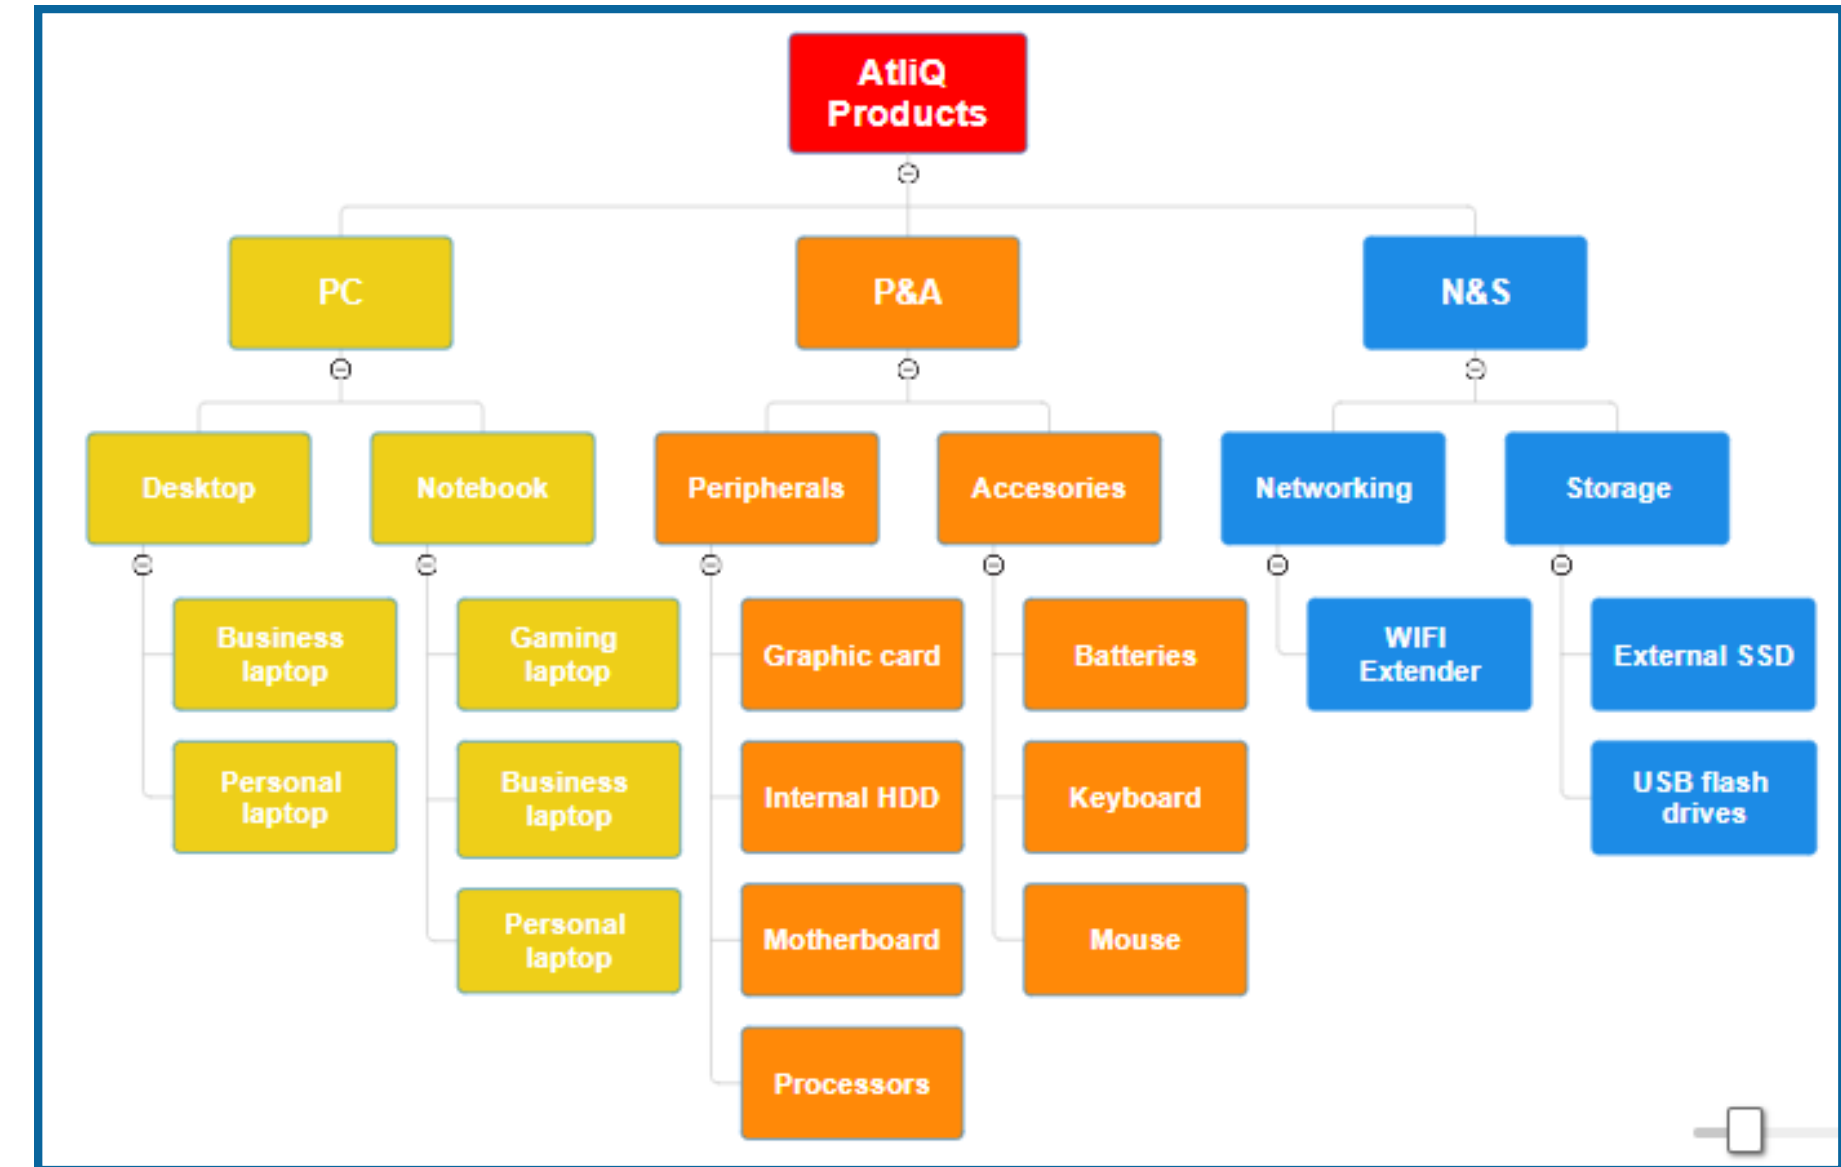 AtliQ
Products
PC
P&A
N&S
Desktop
Notebook
Peripherals
Accesories
Networking
Storage
Business
laptop
Gaming
laptop
Graphic card
Batteries
WIFI
Extender
External SSD
Personal
laptop
Business
laptop
Internal HDD
Keyboard
USB flash
drives
Personal
laptop
Motherboard
Mouse
Processors